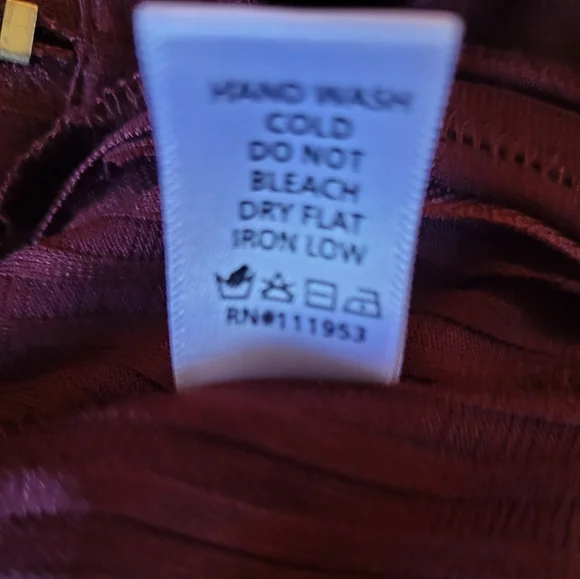 HAND WASH
COLD
DO NOT
BLEACH
DRY FLAT
IRON LOW
RN#111953